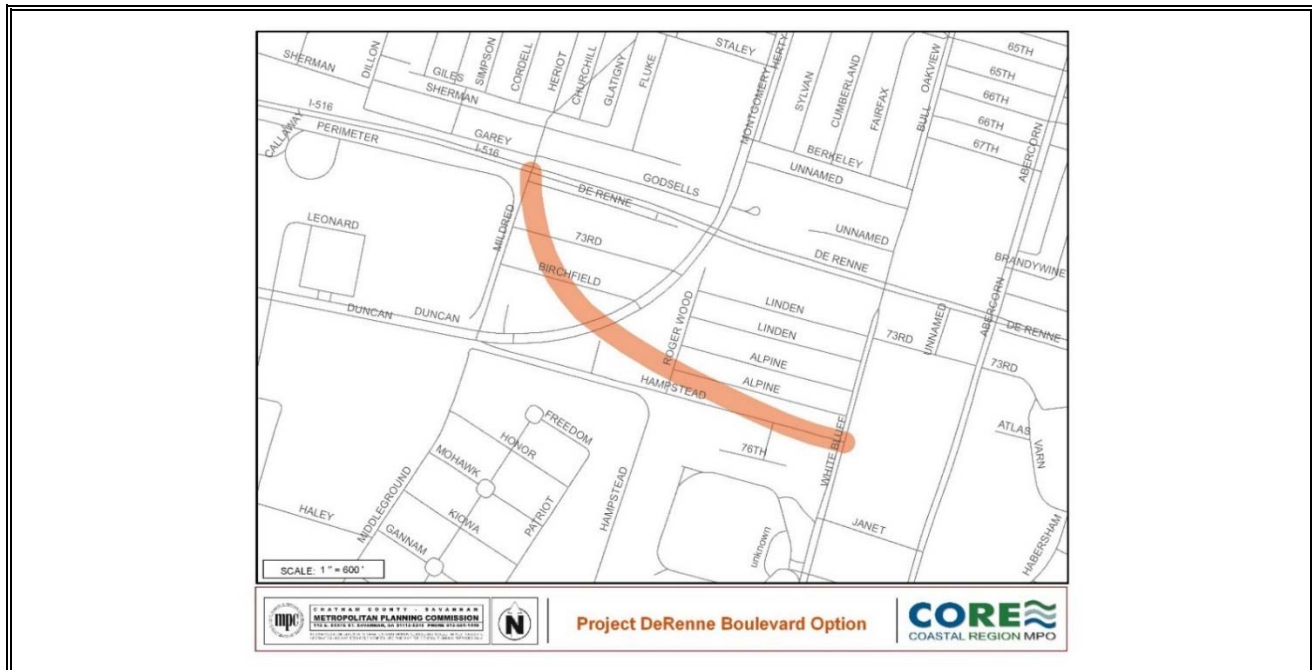 STALEY
HERTY
OAKVIEW
65TH
SIMPSON
CORDELL
HERIOT
CHURCHILL
GLATIGNY
FLUKE
SHERMAN
DILLON
GILES
65TH
SYLVAN
CUMBERLAND
FAIRFAX
66TH
SHERMAN
MONTGOMERY
BULL
66TH
I-516
67TH
ABERCORN
CALLAWAY
PERIMETER
GAREY
I-516
BERKELEY
UNNAMED
GODSELLS
DE RENNE
LEONARD
MILDRED
73RD
UNNAMED
DE RENNE
BRANDYWINE
BIRCHFIELD
ROGER WOOD
LINDEN
UNNAMED
ABERCORN
DUNCAN
DUNCAN
LINDEN
73RD
DE RENNE
ALPINE
73RD
HAMPSTEAD
ALPINE
FREEDOM
HONOR
WHITE BLUFF
ATLAS
VARN
MOHAWK
76TH
MIDDLEGROUND
PATRIOT
HAMPSTEAD
HALEY
KIOWA
JANET
GANNAM
unknown
HABERSHAM
SCALE: 1 " = 600 '
mpc
CHATHAM COUNTY - SAVANNAH
METROPOLITAN PLANNING COMMISSION
N
Project DeRenne Boulevard Option
CORE
COASTAL REGION MPO